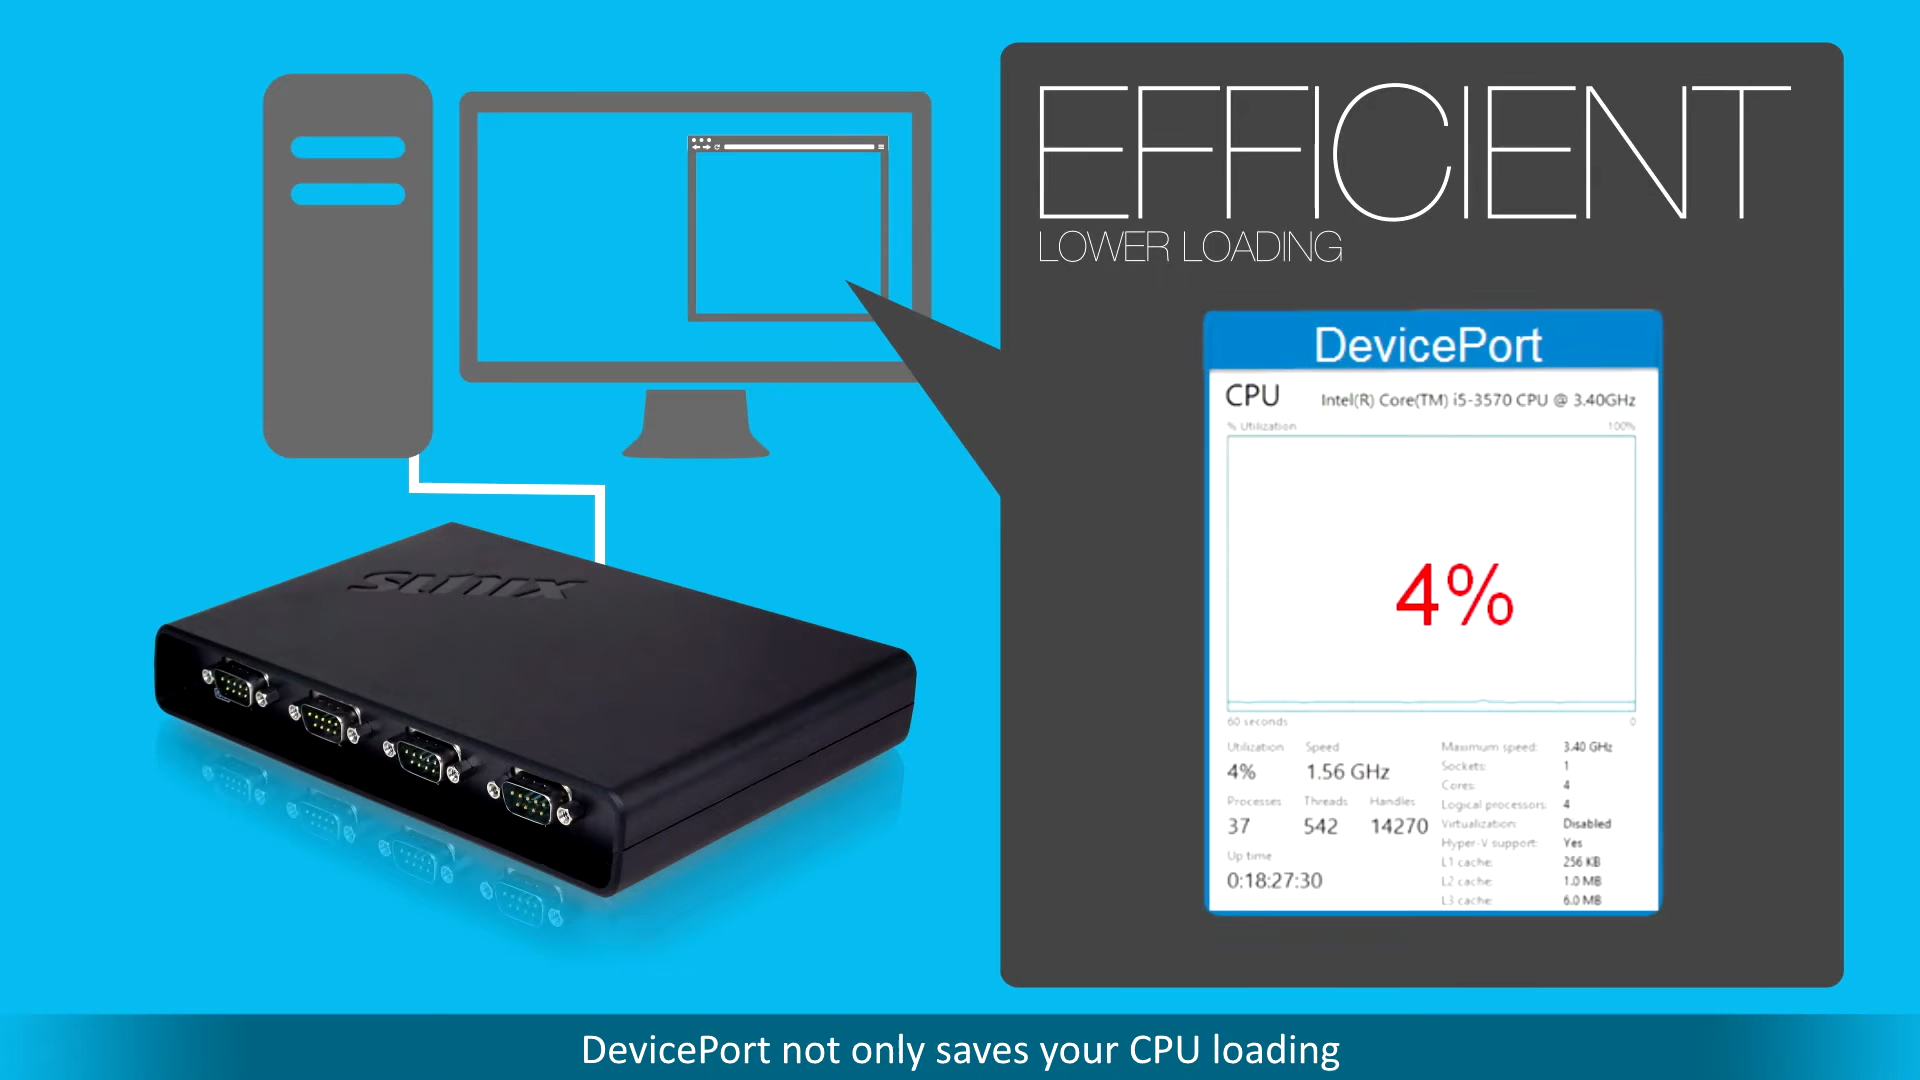 EFFICIENT
LOWER LOADING
DevicePort
CPU Intel(R) Core(TM) i5-3570 CPU @ 3.40GHz
% Utilization 100%
4%
60 seconds 0
Utilization Speed Maximum speed: 3.40 GHz
4% 1.56 GHz Sockets: 1
Cores: 4
Processes Threads Handles Logical processors: 4
37 542 14270 Virtualization: Disabled
Hyper-V support: Yes
Up time L1 cache: 256 KB
0:18:27:30 L2 cache: 1.0 MB
L3 cache: 6.0 MB
SUNIX
DevicePort not only saves your CPU loading